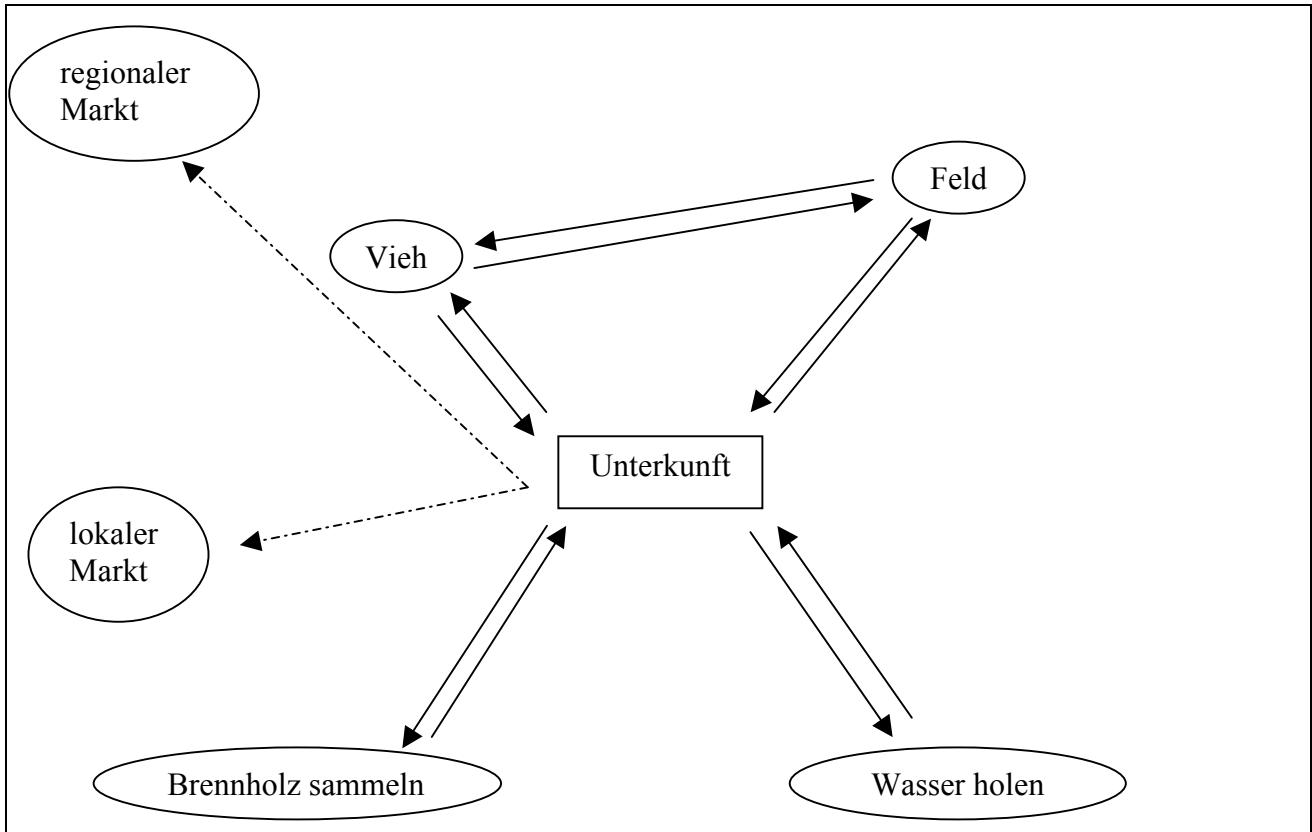 regionaler
Markt
Feld
Vieh
Unterkunft
lokaler
Markt
Brennholz sammeln
Wasser holen